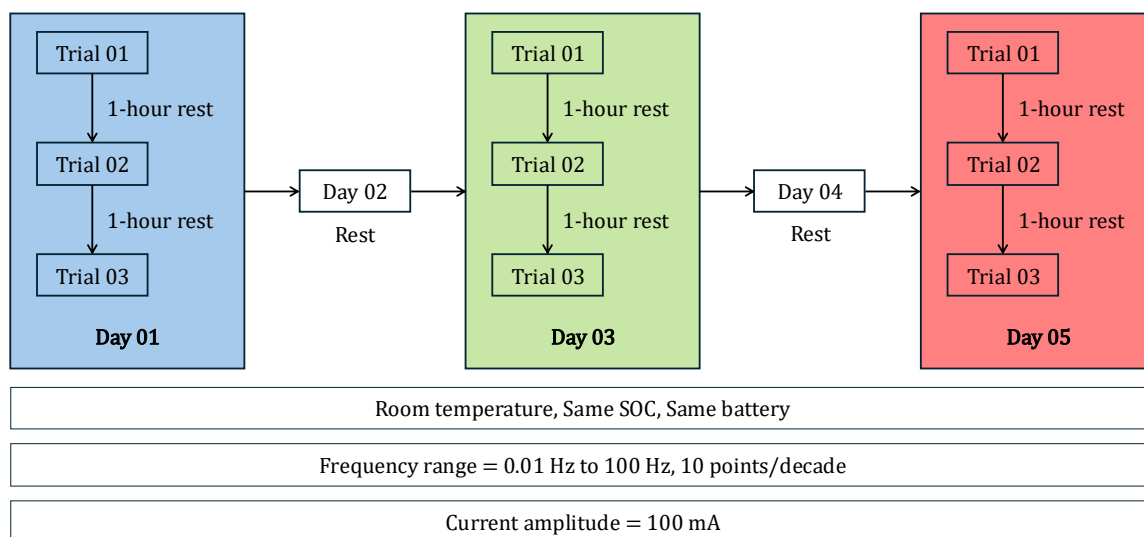 Trial 01
1-hour rest
Trial 02
1-hour rest
Trial 03
Day 01
Day 02
Rest
Trial 01
1-hour rest
Trial 02
1-hour rest
Trial 03
Day 03
Day 04
Rest
Trial 01
1-hour rest
Trial 02
1-hour rest
Trial 03
Day 05
Room temperature, Same SOC, Same battery
Frequency range = 0.01 Hz to 100 Hz, 10 points/decade
Current amplitude = 100 mA